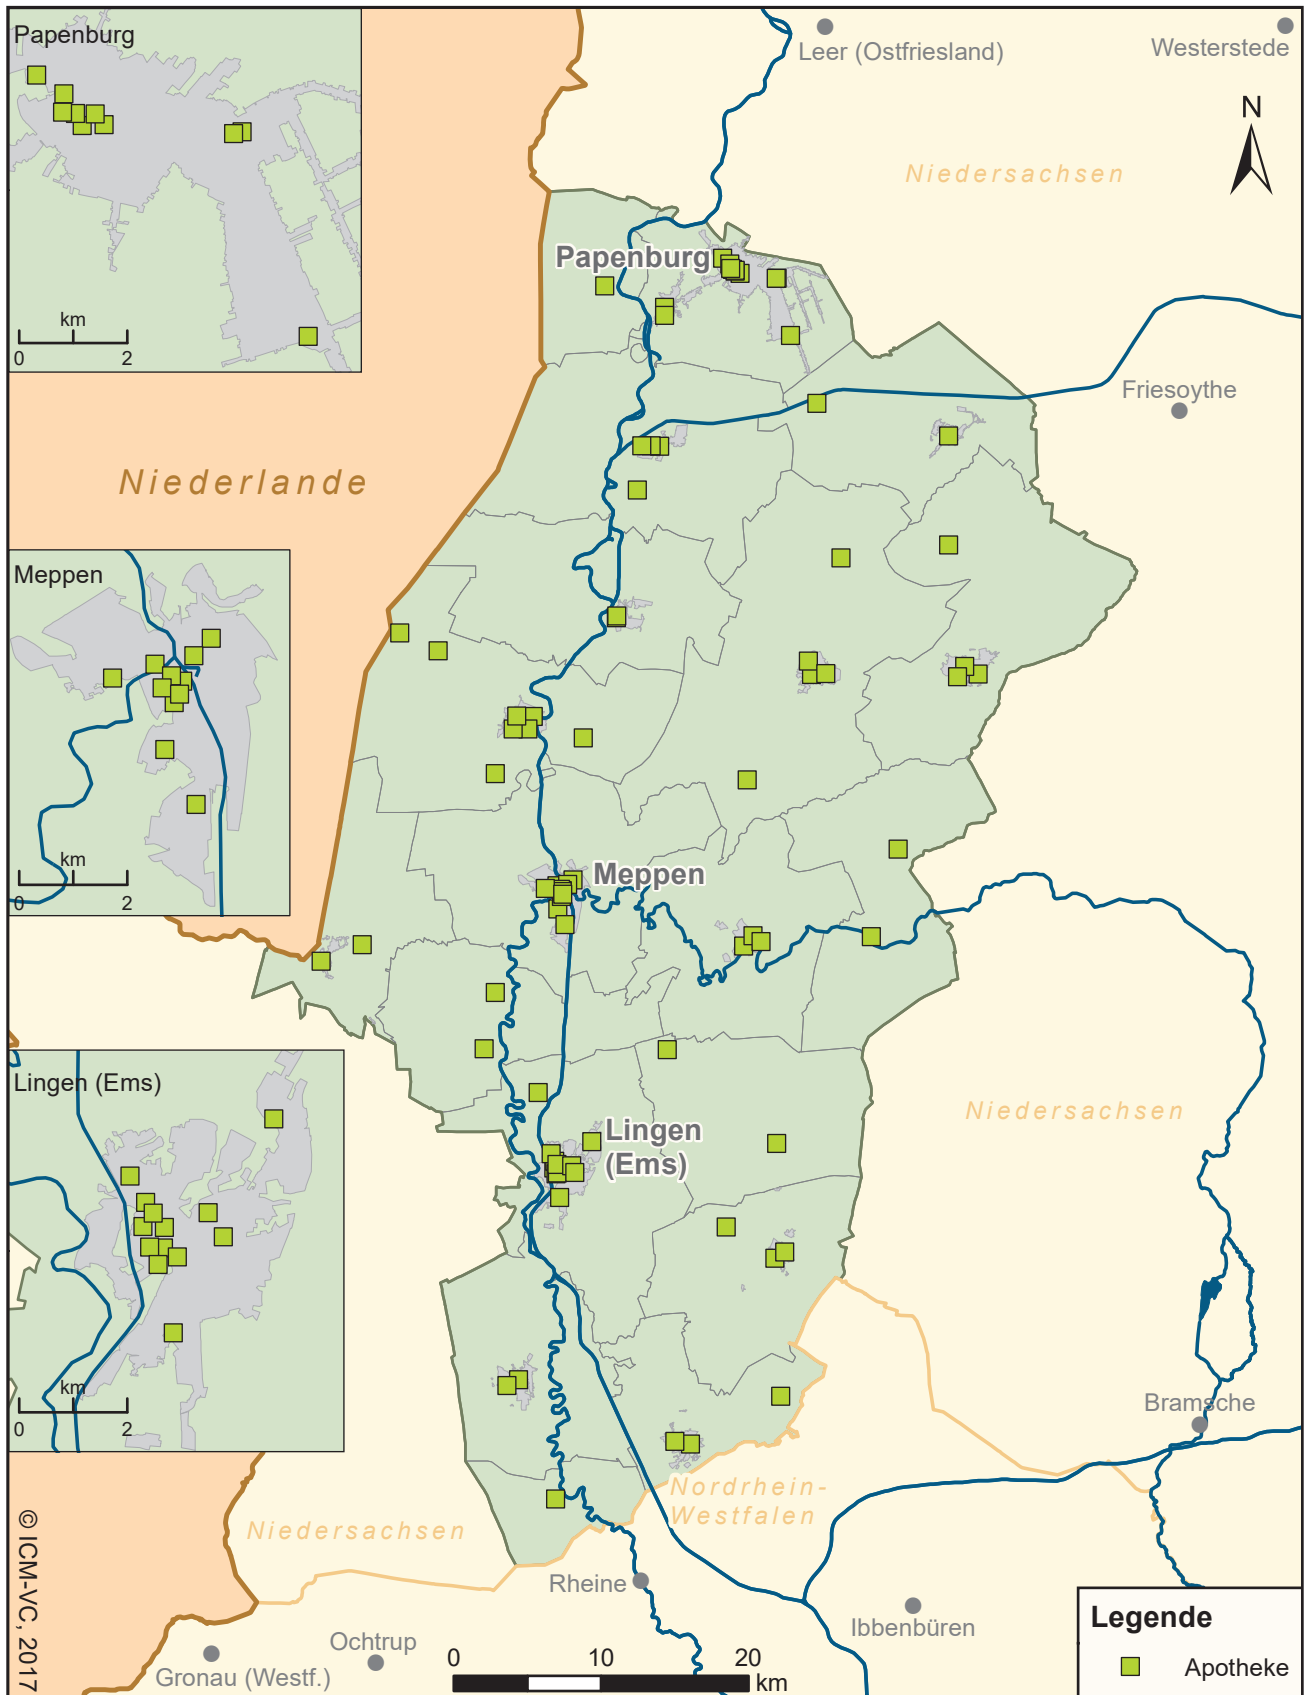 Papenburg
km
0 2
Leer (Ostfriesland)
Westerstede
N
Niedersachsen
Papenburg
Friesoythe
Niederlande
Meppen
km
0 2
Meppen
Lingen (Ems)
km
0 2
Lingen
(Ems)
Niedersachsen
Bramsche
Nordrhein-
Westfalen
Niedersachsen
Rheine
Ibbenbüren
Ochtrup
Gronau (Westf.)
0 10 20
km
© ICM-VC, 2017
Legende
Apotheke